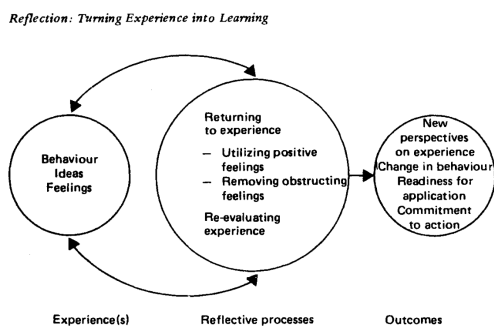 Reflection: Turning Experience into Learning
Behaviour
Ideas
Feelings
Returning
to experience
— Utilizing positive
feelings
— Removing obstructing
feelings
Re-evaluating
experience
New
perspectives
on experience
Change in behaviour
Readiness for
application
Commitment
to action
Experience(s)
Reflective processes
Outcomes